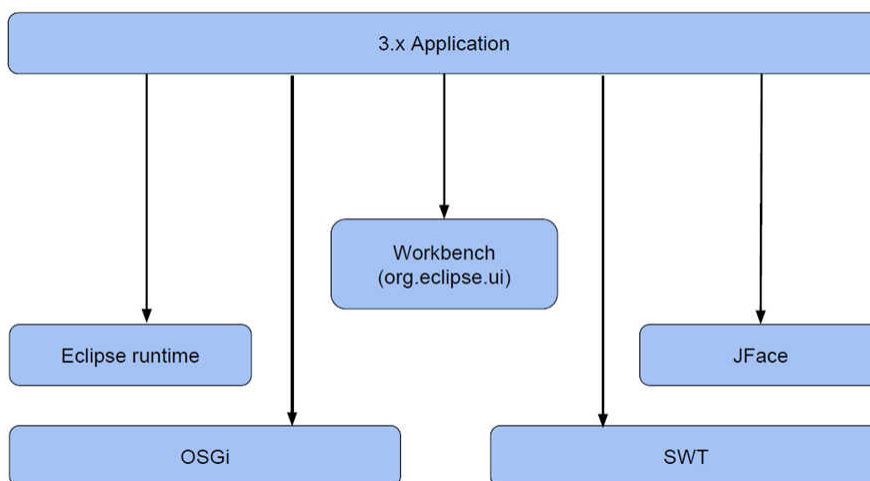 3.x Application
Workbench
(org.eclipse.ui)
Eclipse runtime
JFace
OSGi
SWT